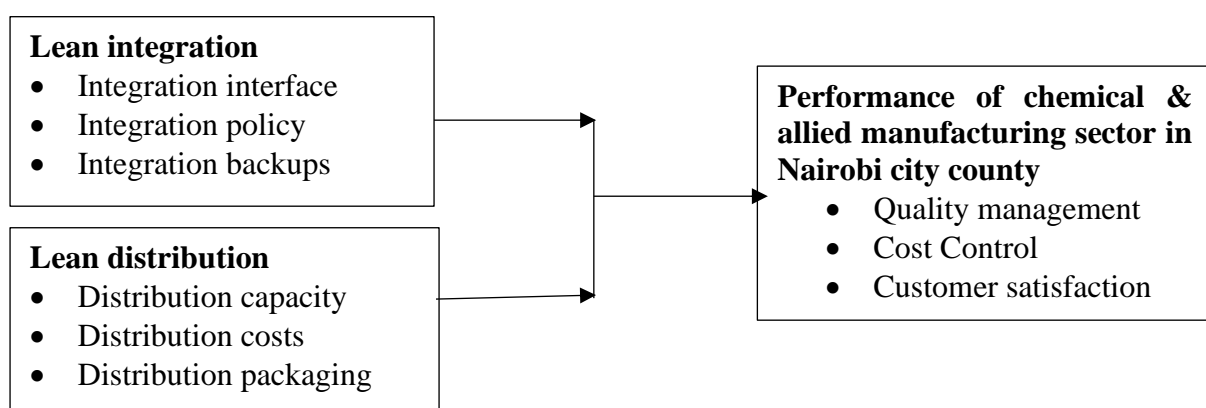 Lean integration
• Integration interface
• Integration policy
• Integration backups
Lean distribution
• Distribution capacity
• Distribution costs
• Distribution packaging
Performance of chemical &
allied manufacturing sector in
Nairobi city county
• Quality management
• Cost Control
• Customer satisfaction